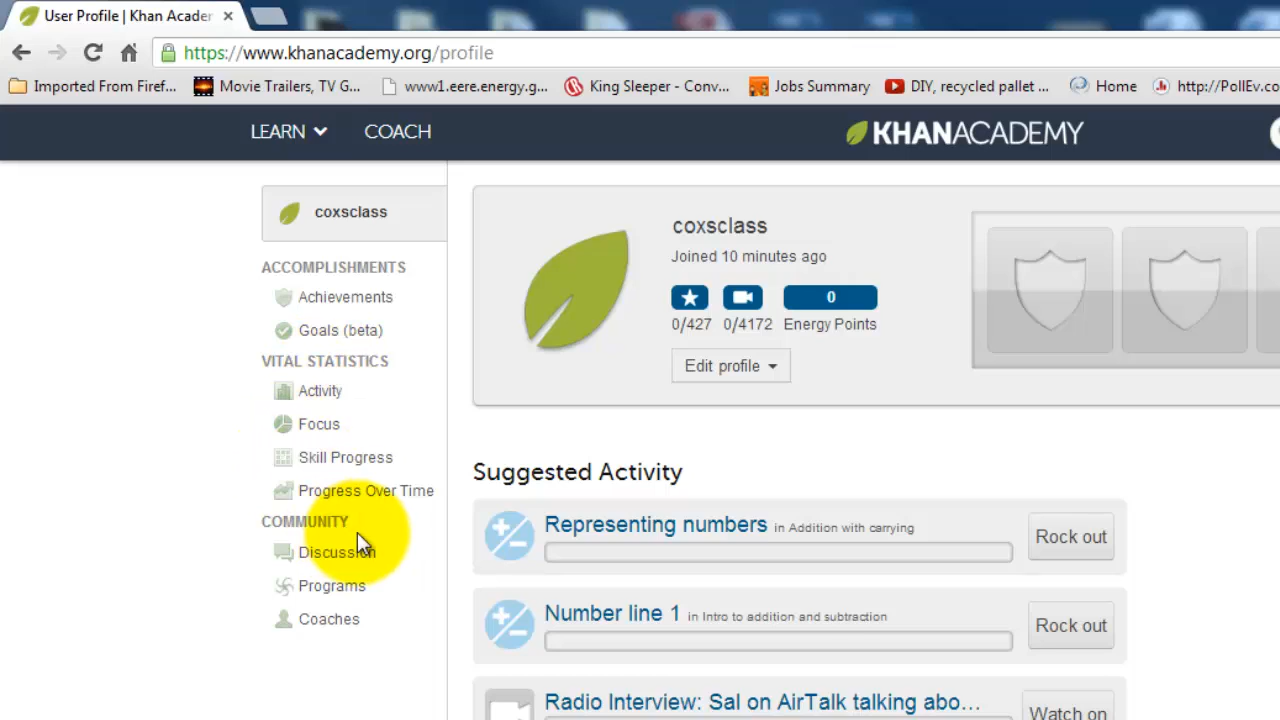 User Profile | Khan Acader
https://www.khanacademy.org/profile
Imported From Firef... Movie Trailers, TV G... www1.eere.energy.g... King Sleeper - Conv... Jobs Summary DIY, recycled pallet ... Home http://PollEv.co
LEARN COACH KHANACADEMY
coxsclass
ACCOMPLISHMENTS
Achievements
Goals (beta)
VITAL STATISTICS
Activity
Focus
Skill Progress
Progress Over Time
COMMUNITY
Discussion
Programs
Coaches
coxsclass
Joined 10 minutes ago
0
0/427 0/4172 Energy Points
Edit profile
Suggested Activity
Representing numbers in Addition with carrying
Rock out
Number line 1 in Intro to addition and subtraction
Rock out
Radio Interview: Sal on AirTalk talking abo...
Watch on